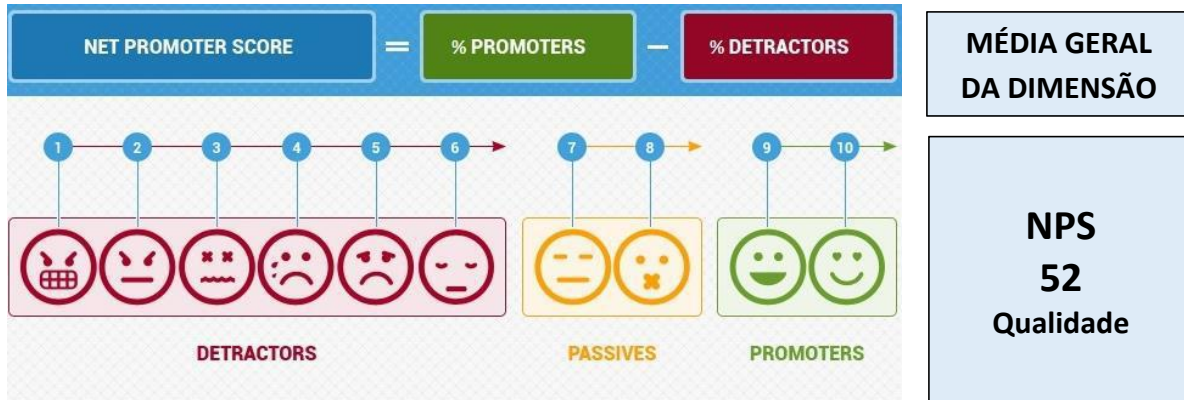 NET PROMOTER SCORE = % PROMOTERS − % DETRACTORS
1 2 3 4 5 6 7 8 9 10
DETRACTORS PASSIVES PROMOTERS
MÉDIA GERAL
DA DIMENSÃO
NPS
52
Qualidade